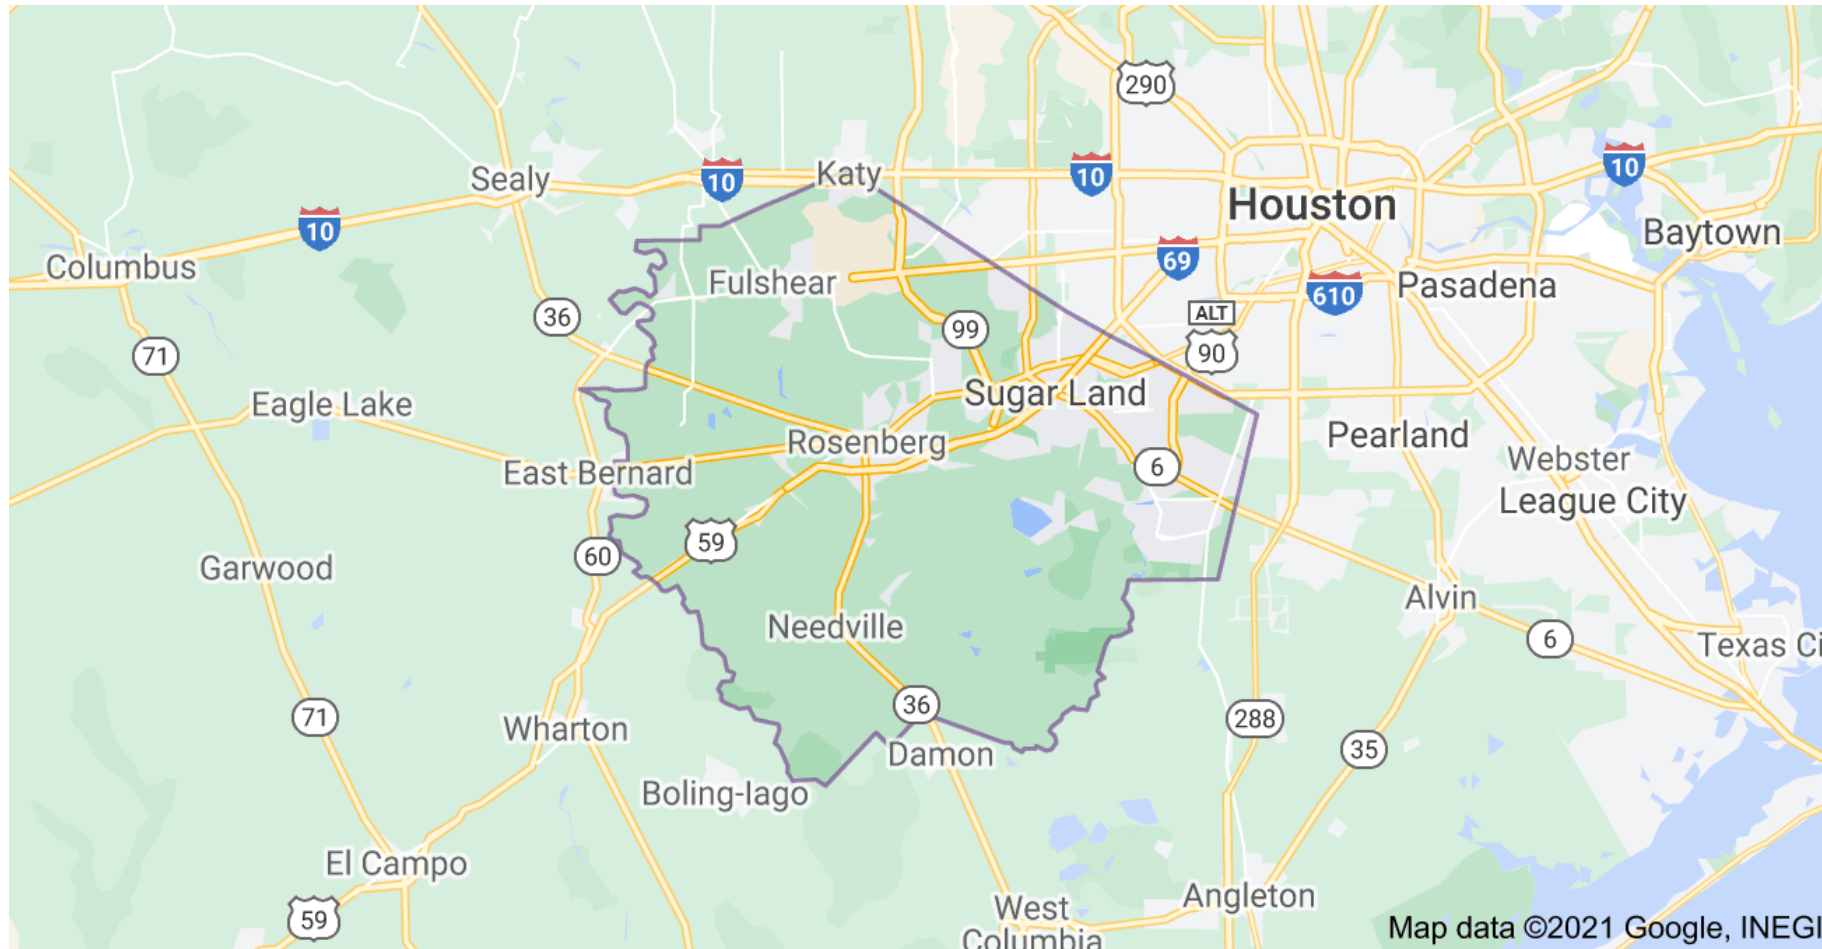 290
Sealy
10
Katy
10
10
Houston
10
Baytown
Columbus
69
Fulshear
610
Pasadena
ALT
90
36
99
71
Sugar Land
Eagle Lake
Rosenberg
Pearland
East Bernard
6
Webster
League City
59
60
Garwood
Alvin
Needville
6
Texas Ci
36
71
288
Wharton
35
Damon
Boling-Iago
El Campo
Angleton
59
West
Columbia
Map data ©2021 Google, INEGI